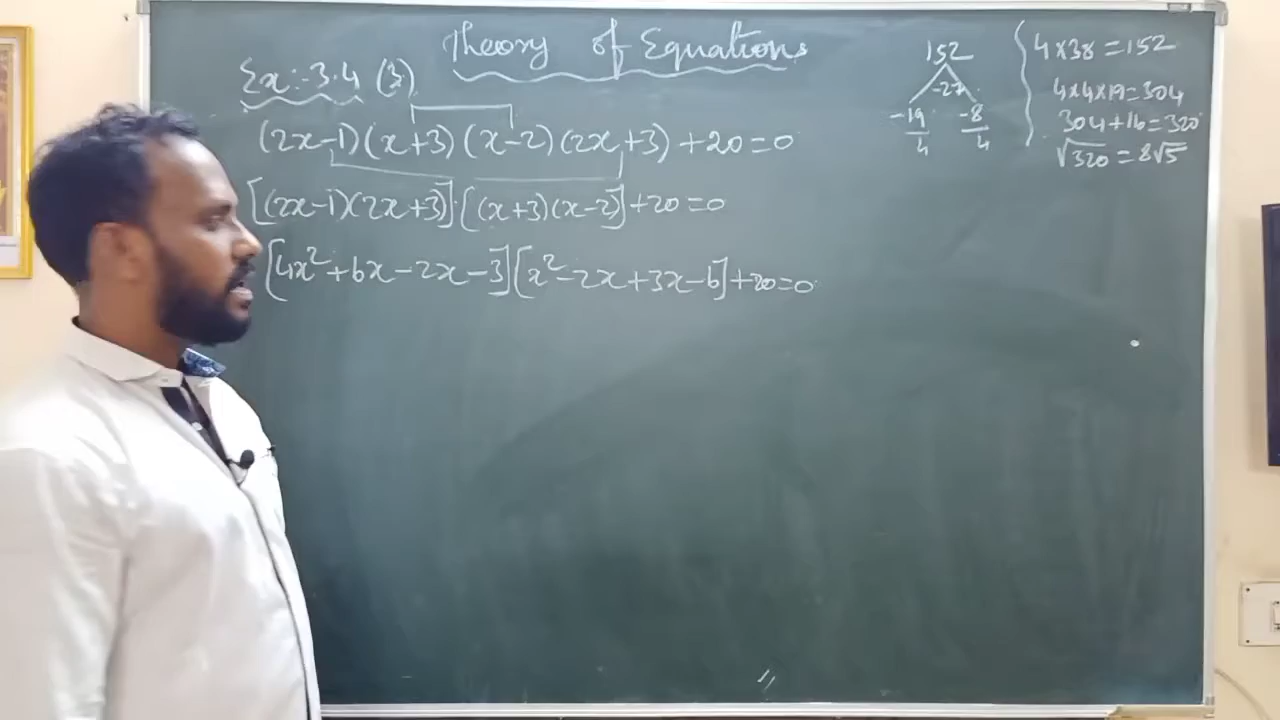 Theory of Equations
Ex:-3.4 (3)
(2x-1)(x+3)(x-2)(2x+3)+20=0
[(2x-1)(2x+3)]·[(x+3)(x-2)]+20=0
[4x²+6x-2x-3][x²-2x+3x-6]+20=0
152
-27
-19/4 -8/4
4×38=152
4×4×19=304
304+16=320
√320=8√5